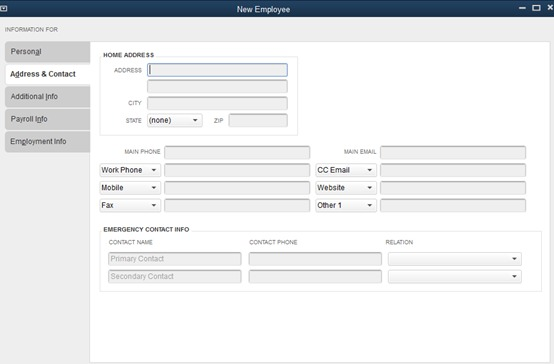 New Employee
INFORMATION FOR
Personal
Address & Contact
Additional Info
Payroll Info
Employment Info
HOME ADDRESS
ADDRESS
CITY
STATE (none) ZIP
MAIN PHONE MAIN EMAIL
Work Phone CC Email
Mobile Website
Fax Other 1
EMERGENCY CONTACT INFO
CONTACT NAME CONTACT PHONE RELATION
Primary Contact
Secondary Contact